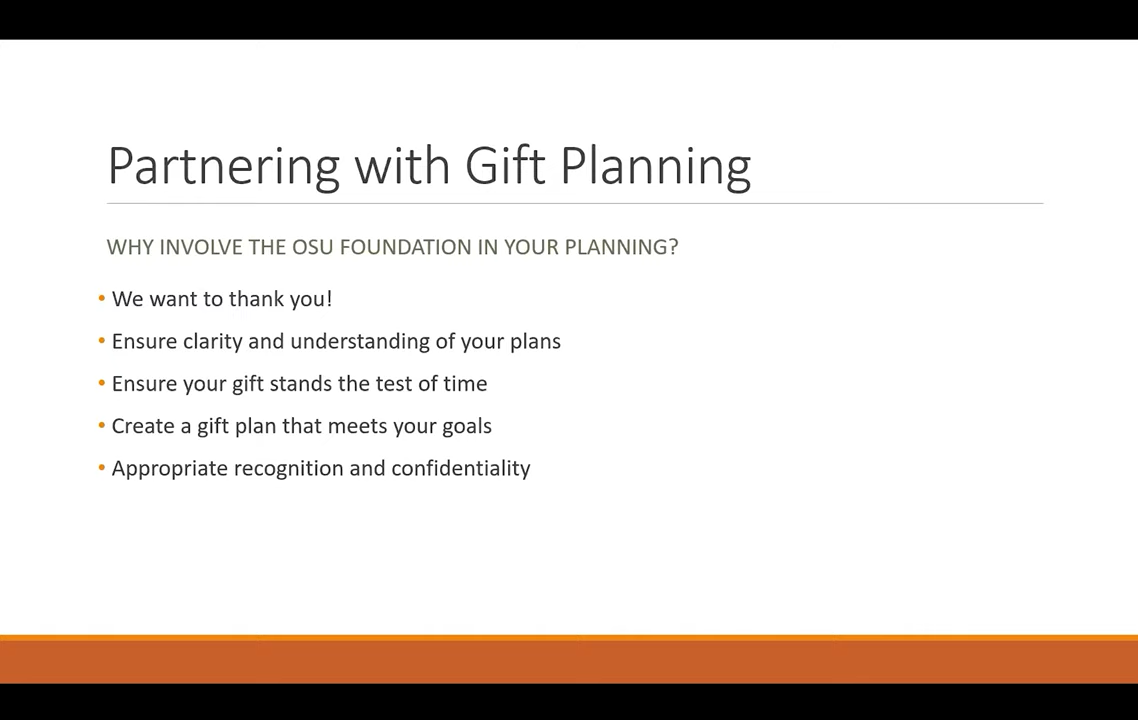 Partnering with Gift Planning
WHY INVOLVE THE OSU FOUNDATION IN YOUR PLANNING?
• We want to thank you!
• Ensure clarity and understanding of your plans
• Ensure your gift stands the test of time
• Create a gift plan that meets your goals
• Appropriate recognition and confidentiality